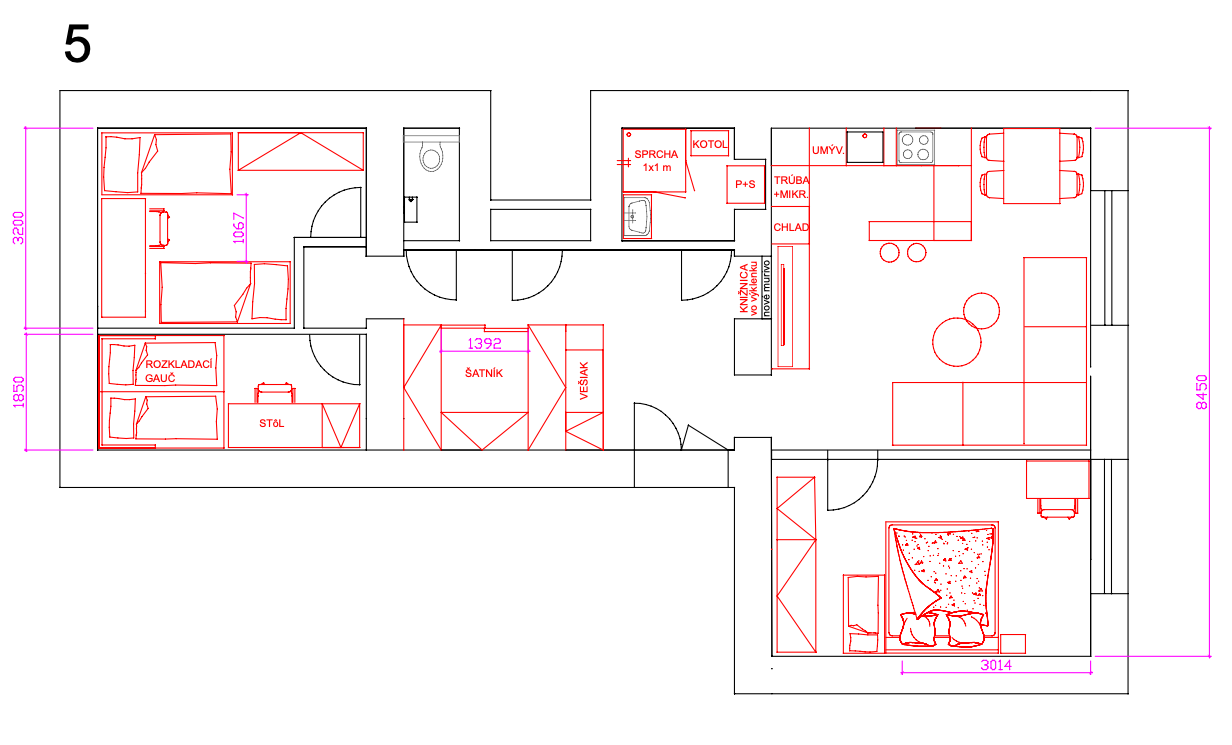 5
SPRCHA
1x1 m
KOTOL
P+S
UMÝV.
TRÚBA
+MIKR.
CHLAD
3200
1067
KNIŽNICA
vo výklenku
nové murivo
1392
ŠATNÍK
VEŠIAK
ROZKLADACÍ
GAUČ
STôL
1850
8450
3014